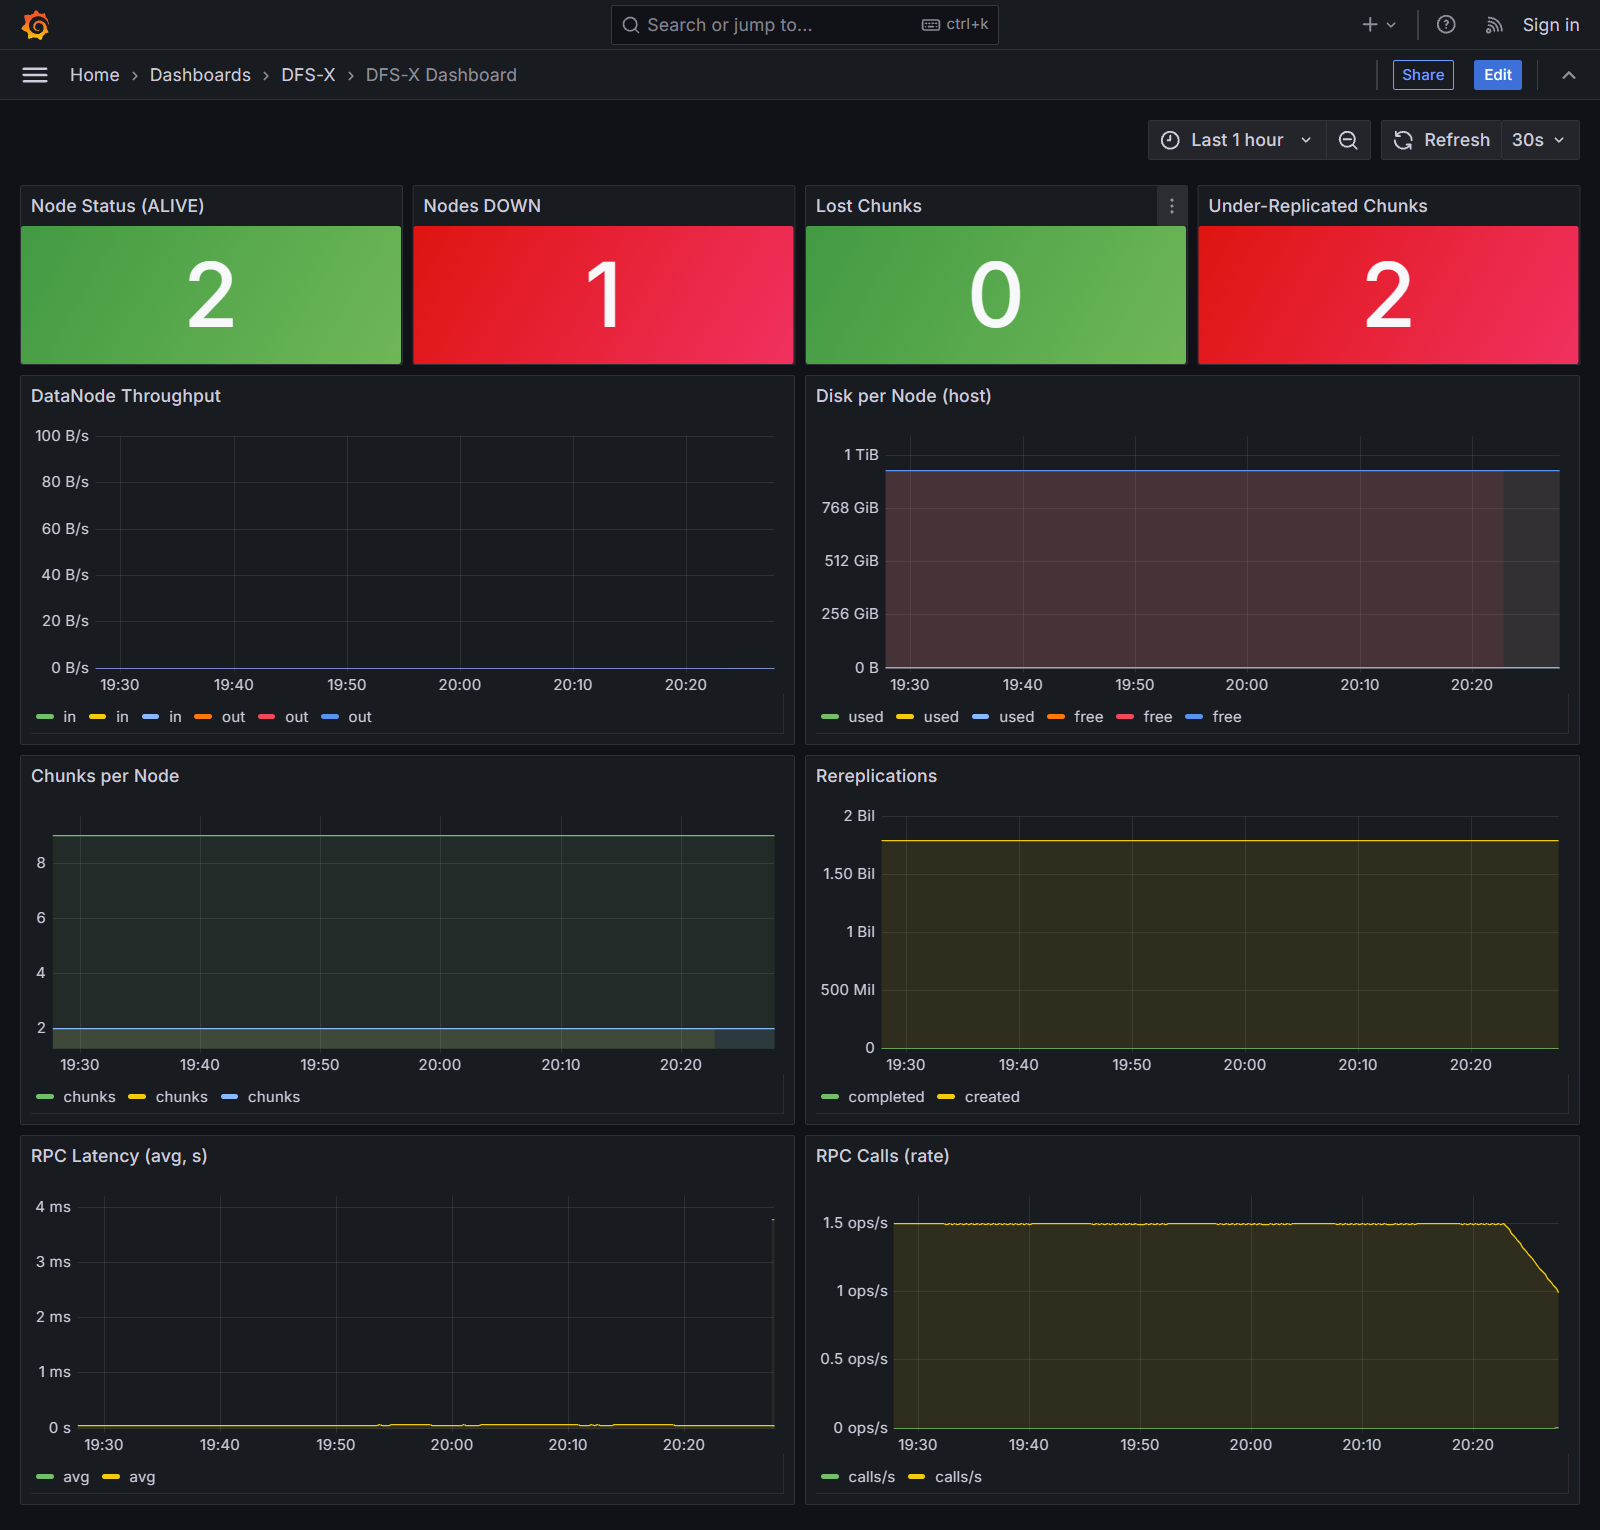 Search or jump to... ctrl+k Sign in
Home › Dashboards › DFS-X › DFS-X Dashboard Share Edit
Last 1 hour Refresh 30s
Node Status (ALIVE) Nodes DOWN Lost Chunks Under-Replicated Chunks
2 1 0 2
DataNode Throughput
100 B/s
80 B/s
60 B/s
40 B/s
20 B/s
0 B/s
19:30 19:40 19:50 20:00 20:10 20:20
in in in out out out
Disk per Node (host)
1 TiB
768 GiB
512 GiB
256 GiB
0 B
19:30 19:40 19:50 20:00 20:10 20:20
used used used free free free
Chunks per Node
8
6
4
2
19:30 19:40 19:50 20:00 20:10 20:20
chunks chunks chunks
Rereplications
2 Bil
1.50 Bil
1 Bil
500 Mil
0
19:30 19:40 19:50 20:00 20:10 20:20
completed created
RPC Latency (avg, s)
4 ms
3 ms
2 ms
1 ms
0 s
19:30 19:40 19:50 20:00 20:10 20:20
avg avg
RPC Calls (rate)
1.5 ops/s
1 ops/s
0.5 ops/s
0 ops/s
19:30 19:40 19:50 20:00 20:10 20:20
calls/s calls/s